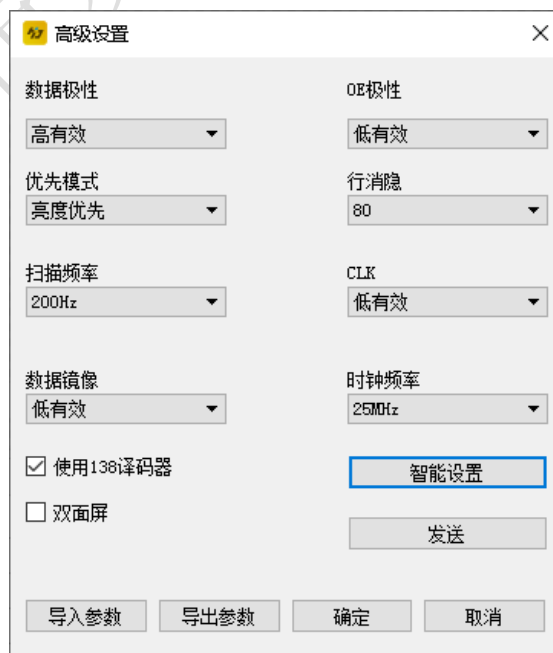 高级设置
数据极性
OE极性
高有效
低有效
优先模式
行消隐
亮度优先
80
扫描频率
CLK
200Hz
低有效
数据镜像
时钟频率
低有效
25MHz
使用138译码器
智能设置
双面屏
发送
导入参数
导出参数
确定
取消